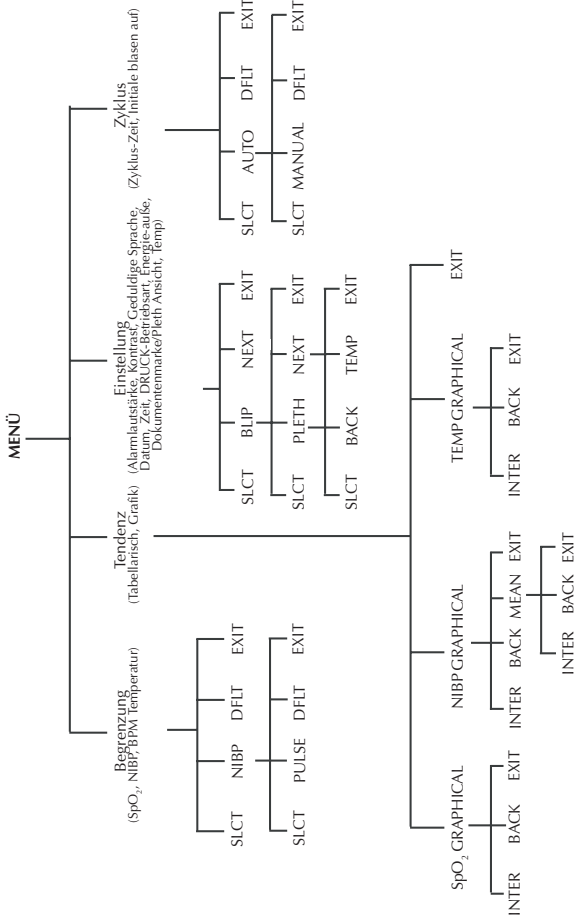 MENÜ
Begrenzung
(SpO₂, NIBP, BPM Temperatur)
SLCT NIBP DFLT EXIT
SLCT PULSE DFLT EXIT
Tendenz
(Tabellarisch, Grafik)
Einstellung
(Alarmlautstärke, Kontrast, Geduldige Sprache,
Datum, Zeit, DRUCK-Betriebsart, Energie-auße,
Dokumentenmarke/Pleth Ansicht, Temp)
SLCT BLIP NEXT EXIT
SLCT PLETH NEXT EXIT
SLCT BACK TEMP EXIT
Zyklus
(Zyklus-Zeit, Initiale blasen auf)
SLCT AUTO DFLT EXIT
SLCT MANUAL DFLT EXIT
SpO₂ GRAPHICAL
INTER BACK EXIT
NIBP GRAPHICAL
INTER BACK MEAN EXIT
INTER BACK EXIT
TEMP GRAPHICAL
INTER BACK EXIT
EXIT